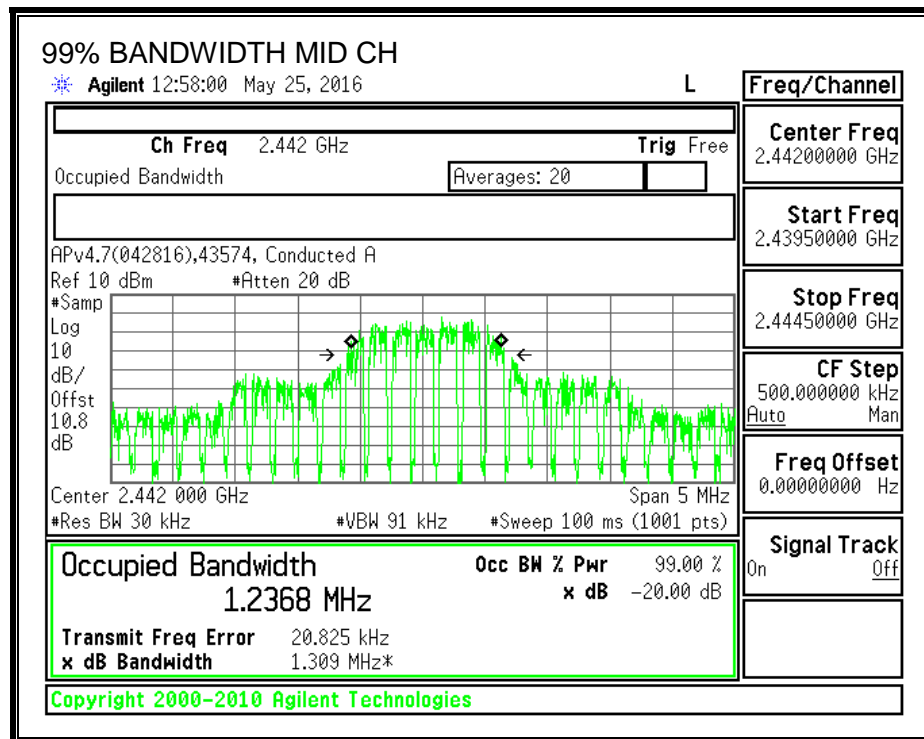 99% BANDWIDTH MID CH
Agilent 12:58:00 May 25, 2016 L
Freq/Channel
Ch Freq 2.442 GHz Trig Free
Occupied Bandwidth Averages: 20
APv4.7(042816),43574, Conducted A
Ref 10 dBm #Atten 20 dB
#Samp
Log
10
dB/
Offst
10.8
dB
Center 2.442 000 GHz Span 5 MHz
#Res BW 30 kHz #VBW 91 kHz #Sweep 100 ms (1001 pts)
Occupied Bandwidth Occ BW % Pwr 99.00 %
1.2368 MHz x dB -20.00 dB
Transmit Freq Error 20.825 kHz
x dB Bandwidth 1.309 MHz*
Copyright 2000-2010 Agilent Technologies
Center Freq
2.44200000 GHz
Start Freq
2.43950000 GHz
Stop Freq
2.44450000 GHz
CF Step
500.000000 kHz
Auto Man
Freq Offset
0.00000000 Hz
Signal Track
On Off